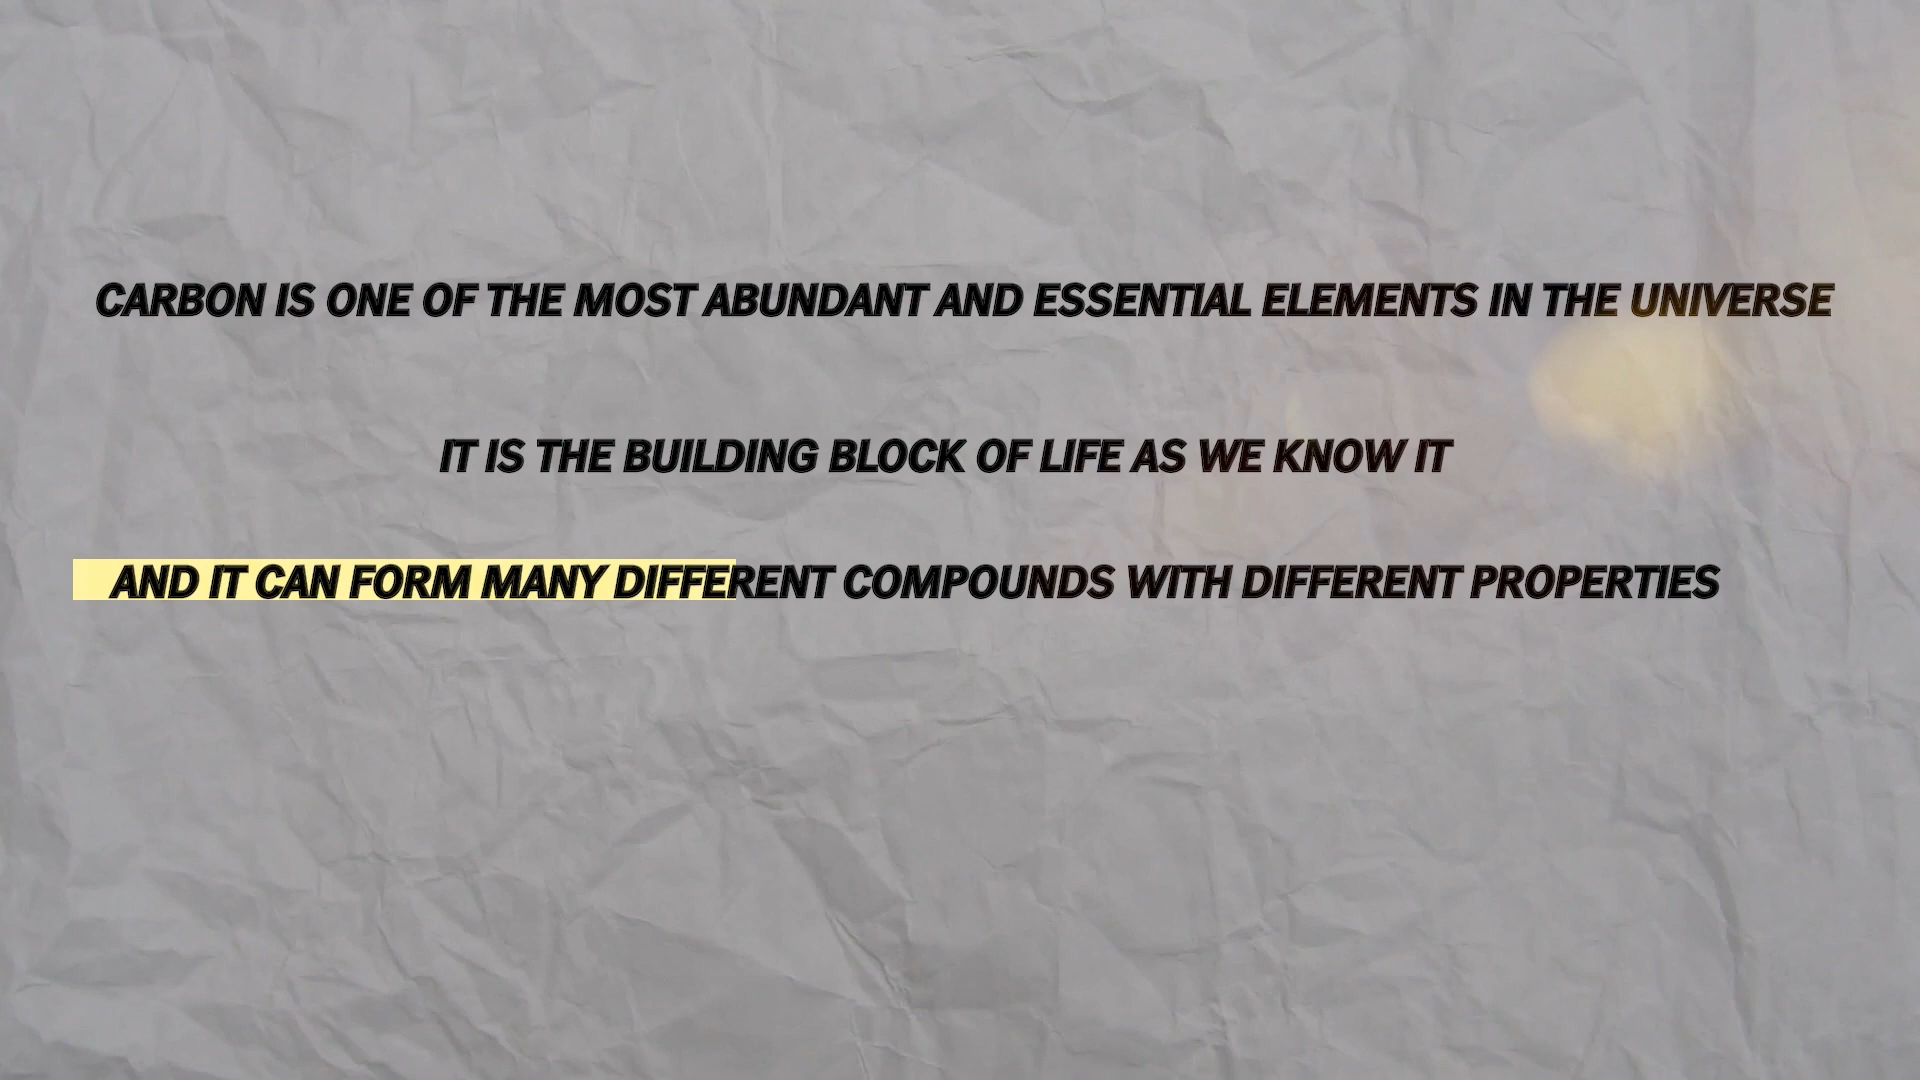 CARBON IS ONE OF THE MOST ABUNDANT AND ESSENTIAL ELEMENTS IN THE UNIVERSE
IT IS THE BUILDING BLOCK OF LIFE AS WE KNOW IT
AND IT CAN FORM MANY DIFFERENT COMPOUNDS WITH DIFFERENT PROPERTIES